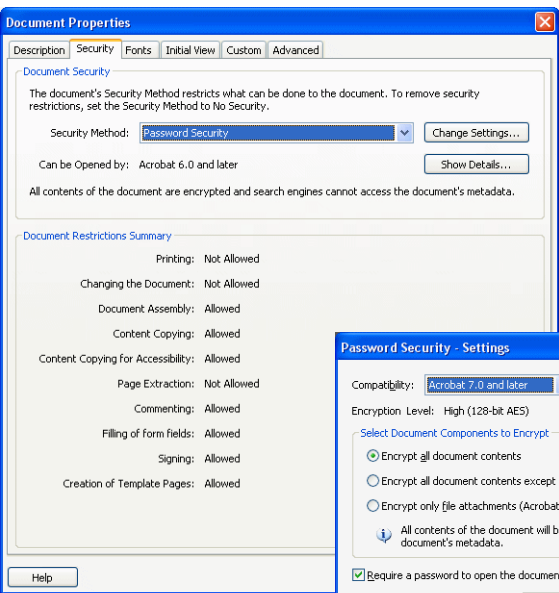 Document Properties
Description Security Fonts Initial View Custom Advanced
Document Security
The document's Security Method restricts what can be done to the document. To remove security
restrictions, set the Security Method to No Security.
Security Method: Password Security Change Settings...
Can be Opened by: Acrobat 6.0 and later Show Details...
All contents of the document are encrypted and search engines cannot access the document's metadata.
Document Restrictions Summary
Printing: Not Allowed
Changing the Document: Not Allowed
Document Assembly: Allowed
Content Copying: Allowed
Content Copying for Accessibility: Allowed
Page Extraction: Not Allowed
Commenting: Allowed
Filling of form fields: Allowed
Signing: Allowed
Creation of Template Pages: Allowed
Help
Password Security - Settings
Compatibility: Acrobat 7.0 and later
Encryption Level: High (128-bit AES)
Select Document Components to Encrypt
Encrypt all document contents
Encrypt all document contents except
Encrypt only file attachments (Acrobat
All contents of the document will b
document's metadata.
Require a password to open the documen